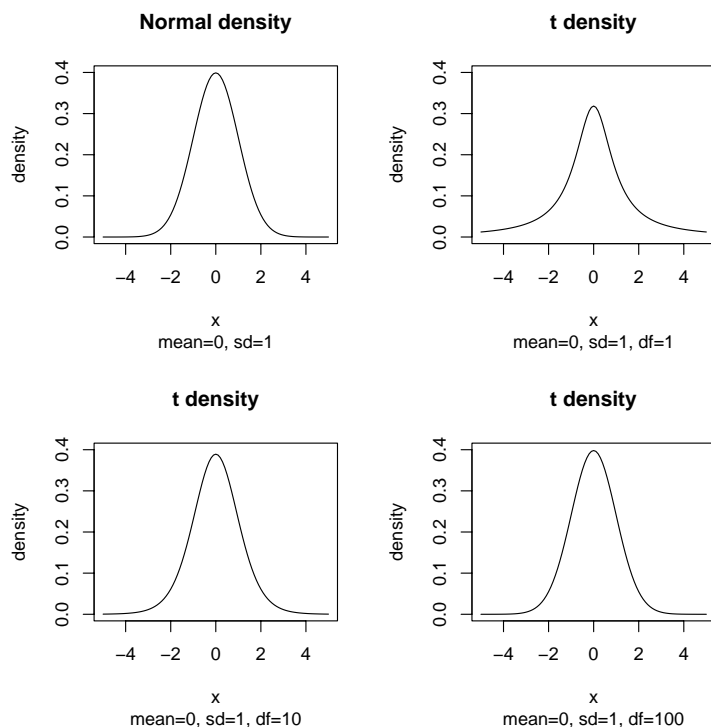 Normal density
density
0.0 0.1 0.2 0.3 0.4
−4 −2 0 2 4
x
mean=0, sd=1
t density
density
0.0 0.1 0.2 0.3 0.4
−4 −2 0 2 4
x
mean=0, sd=1, df=1
t density
density
0.0 0.1 0.2 0.3 0.4
−4 −2 0 2 4
x
mean=0, sd=1, df=10
t density
density
0.0 0.1 0.2 0.3 0.4
−4 −2 0 2 4
x
mean=0, sd=1, df=100